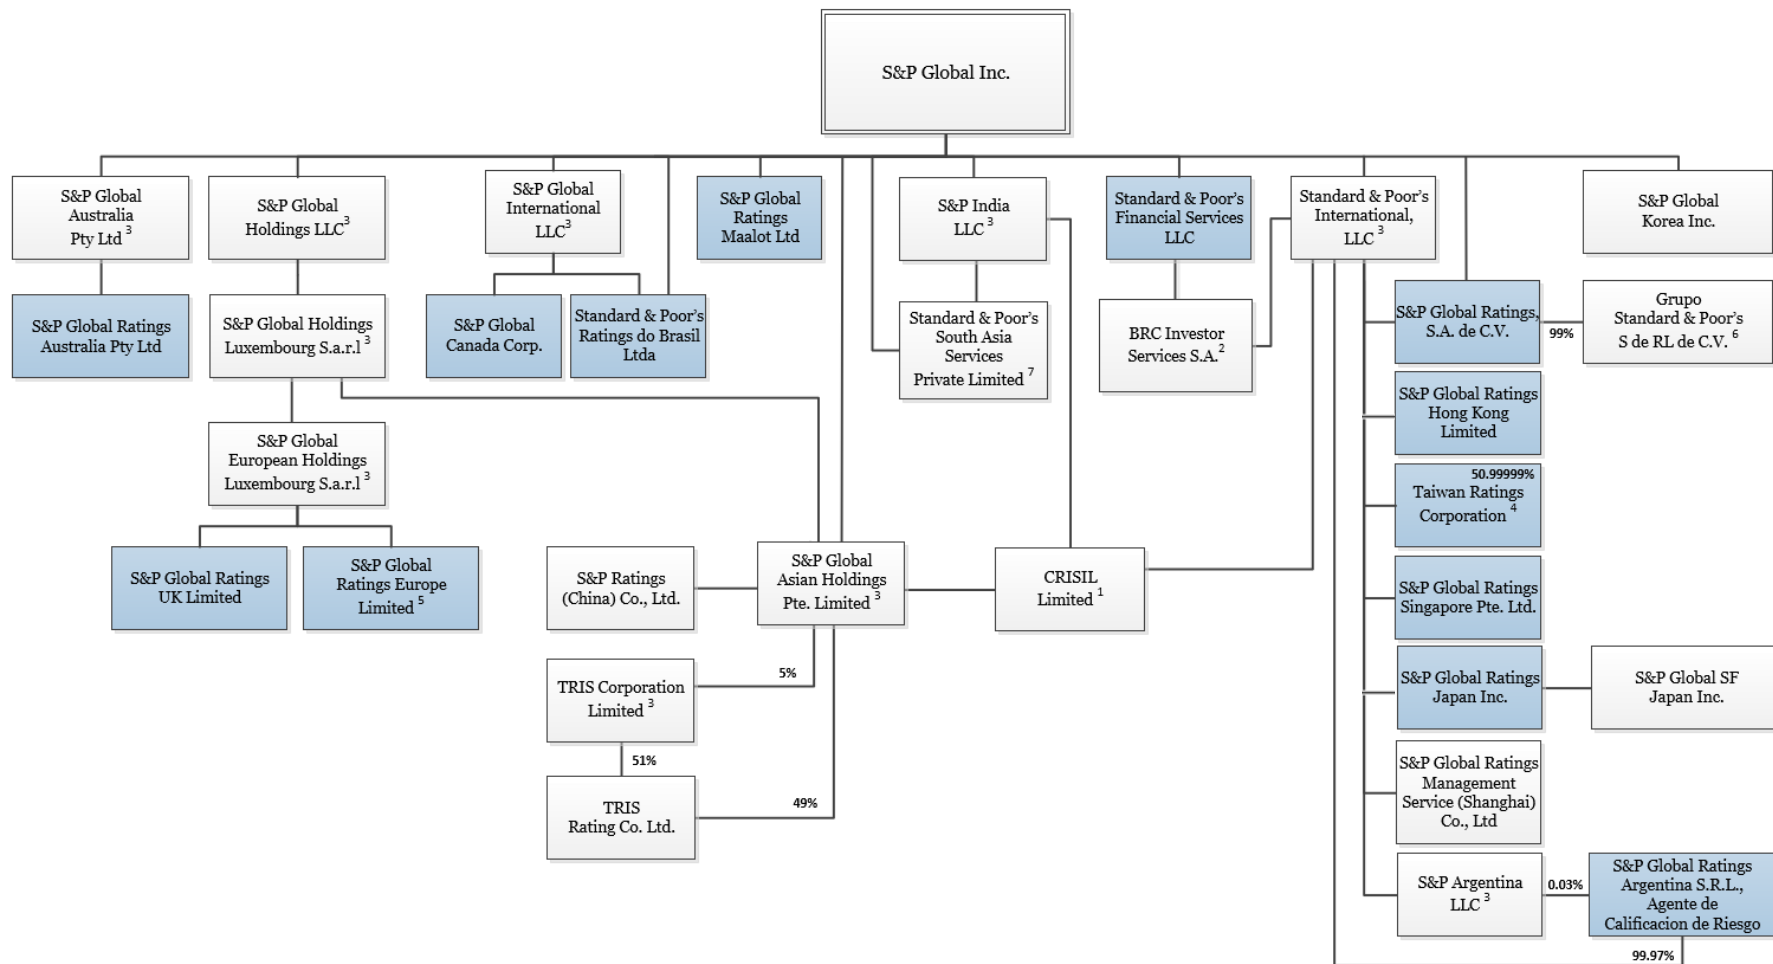 S&P Global Inc.
S&P Global
Australia
Pty Ltd 3
S&P Global
Holdings LLC3
S&P Global
International
LLC3
S&P Global
Ratings
Maalot Ltd
S&P India
LLC 3
Standard & Poor's
Financial Services
LLC
Standard & Poor's
International,
LLC 3
S&P Global
Korea Inc.
S&P Global Ratings
Australia Pty Ltd
S&P Global Holdings
Luxembourg S.a.r.l 3
S&P Global
Canada Corp.
Standard & Poor's
Ratings do Brasil
Ltda
Standard & Poor's
South Asia
Services
Private Limited 7
BRC Investor
Services S.A.2
S&P Global Ratings,
S.A. de C.V.
99%
Grupo
Standard & Poor's
S de RL de C.V. 6
S&P Global Ratings
Hong Kong
Limited
S&P Global
European Holdings
Luxembourg S.a.r.l 3
50.99999%
Taiwan Ratings
Corporation 4
S&P Global Ratings
UK Limited
S&P Global
Ratings Europe
Limited 5
S&P Ratings
(China) Co., Ltd.
S&P Global
Asian Holdings
Pte. Limited 3
CRISIL
Limited 1
S&P Global Ratings
Singapore Pte. Ltd.
TRIS Corporation
Limited 3
5%
S&P Global Ratings
Japan Inc.
S&P Global SF
Japan Inc.
51%
TRIS
Rating Co. Ltd.
49%
S&P Global Ratings
Management
Service (Shanghai)
Co., Ltd
S&P Argentina
LLC 3
0.03%
S&P Global Ratings
Argentina S.R.L.,
Agente de
Calificacion de Riesgo
99.97%